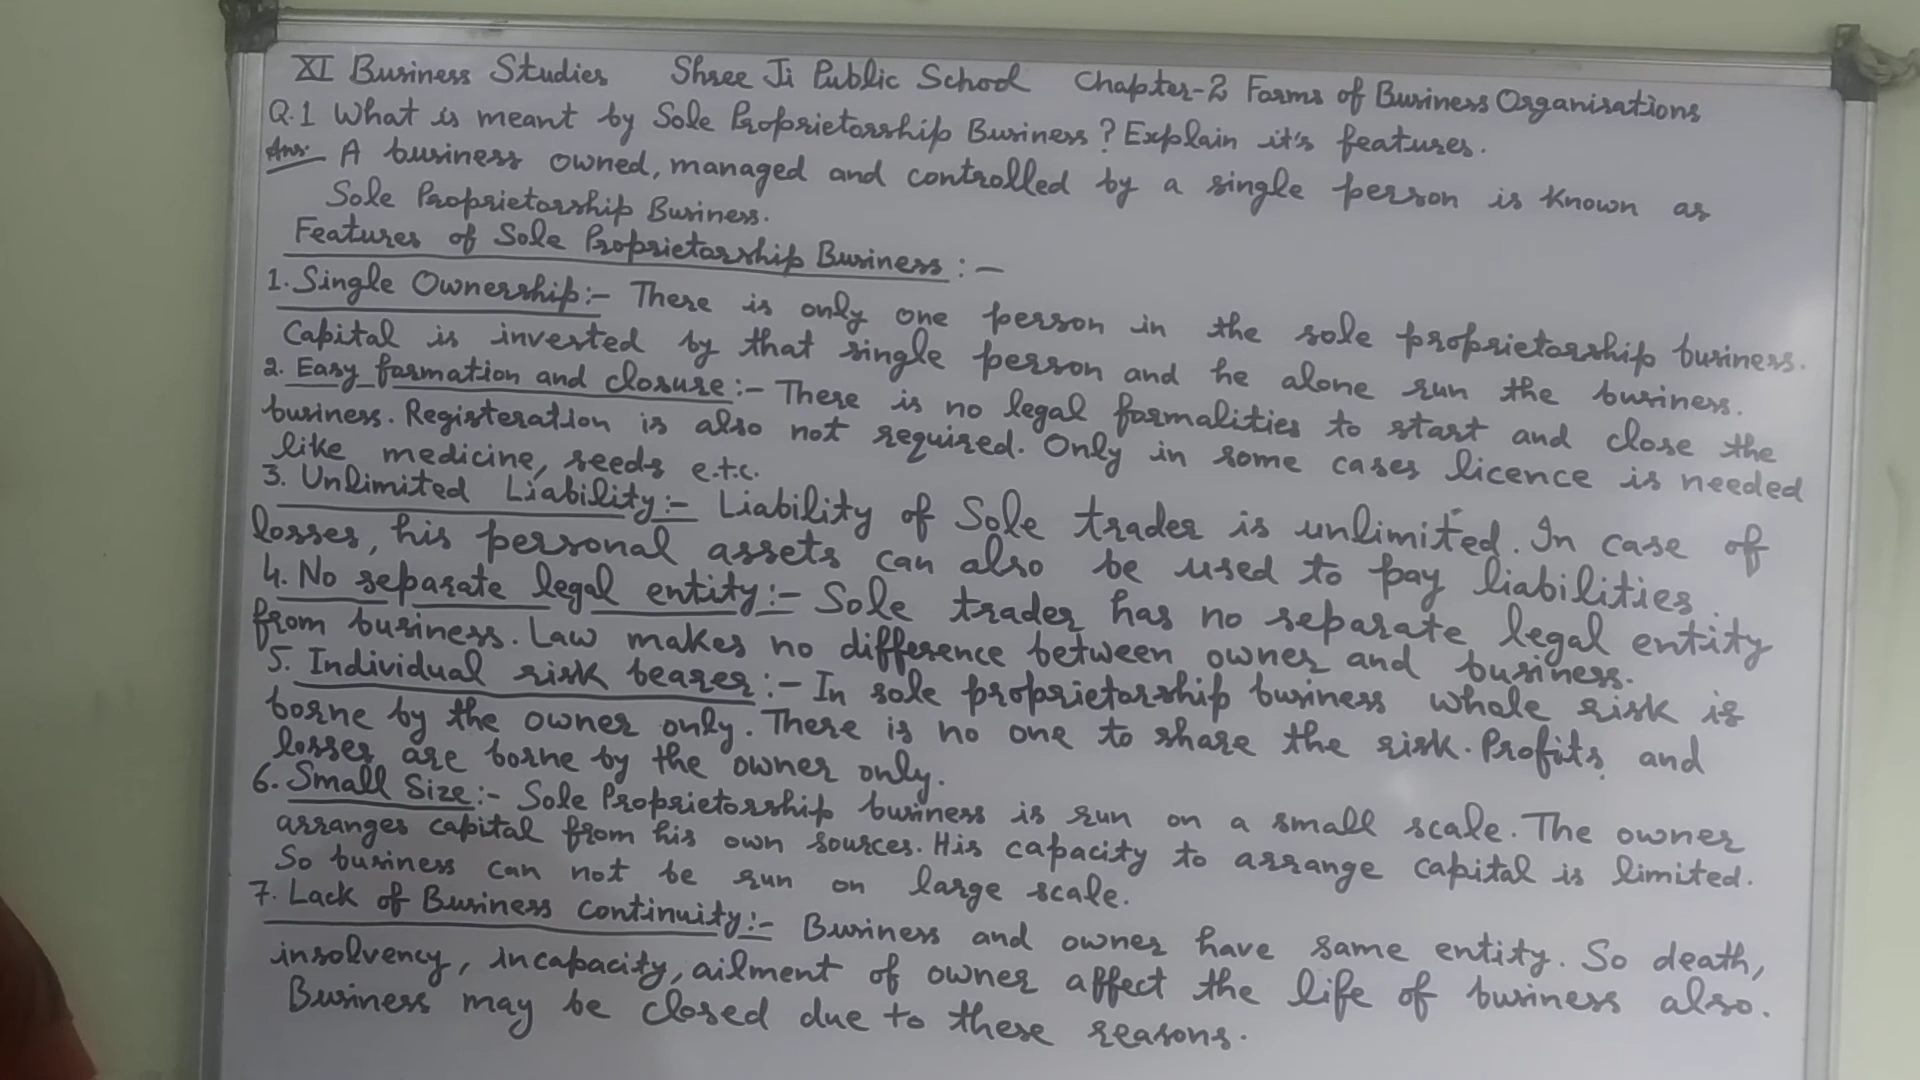 XI Business Studies Shree Ji Public School Chapter-2 Forms of Business Organisations
Q.1 What is meant by Sole Proprietorship Business? Explain it's features.
Ans. A business owned, managed and controlled by a single person is known as
Sole Proprietorship Business.
Features of Sole Proprietorship Business :-
1. Single Ownership:- There is only one person in the sole proprietorship business.
Capital is invested by that single person and he alone run the business.
2. Easy formation and closure:- There is no legal formalities to start and close the
business. Registeration is also not required. Only in some cases licence is needed
like medicine, seeds e.t.c.
3. Unlimited Liability:- Liability of Sole trader is unlimited. In case of
losses, his personal assets can also be used to pay liabilities.
4. No separate legal entity:- Sole trader has no separate legal entity
from business. Law makes no difference between owner and business.
5. Individual risk bearer:- In sole proprietorship business whole risk is
borne by the owner only. There is no one to share the risk. Profits and
losses are borne by the owner only.
6. Small Size:- Sole Proprietorship business is run on a small scale. The owner
arranges capital from his own sources. His capacity to arrange capital is limited.
So business can not be run on large scale.
7. Lack of Business continuity:- Business and owner have same entity. So death,
insolvency, incapacity, ailment of owner affect the life of business also.
Business may be closed due to these reasons.